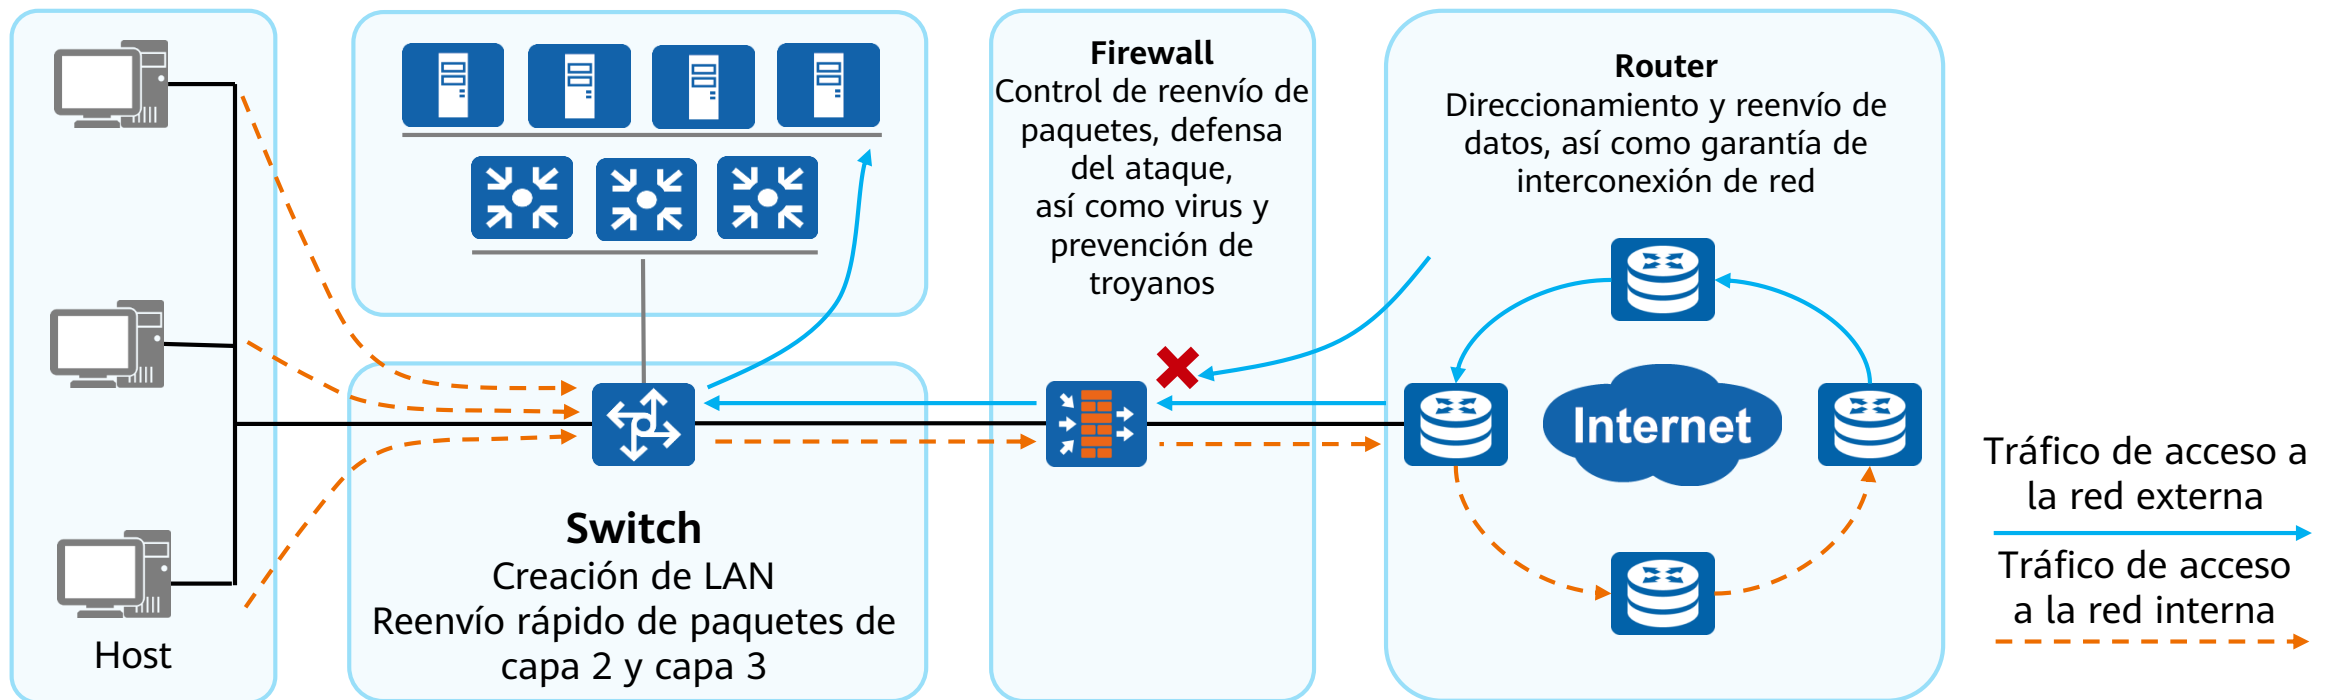 Host
Switch
Creación de LAN
Reenvío rápido de paquetes de
capa 2 y capa 3
Firewall
Control de reenvío de
paquetes, defensa
del ataque,
así como virus y
prevención de
troyanos
Router
Direccionamiento y reenvío de
datos, así como garantía de
interconexión de red
Internet
Tráfico de acceso a
la red externa
Tráfico de acceso
a la red interna